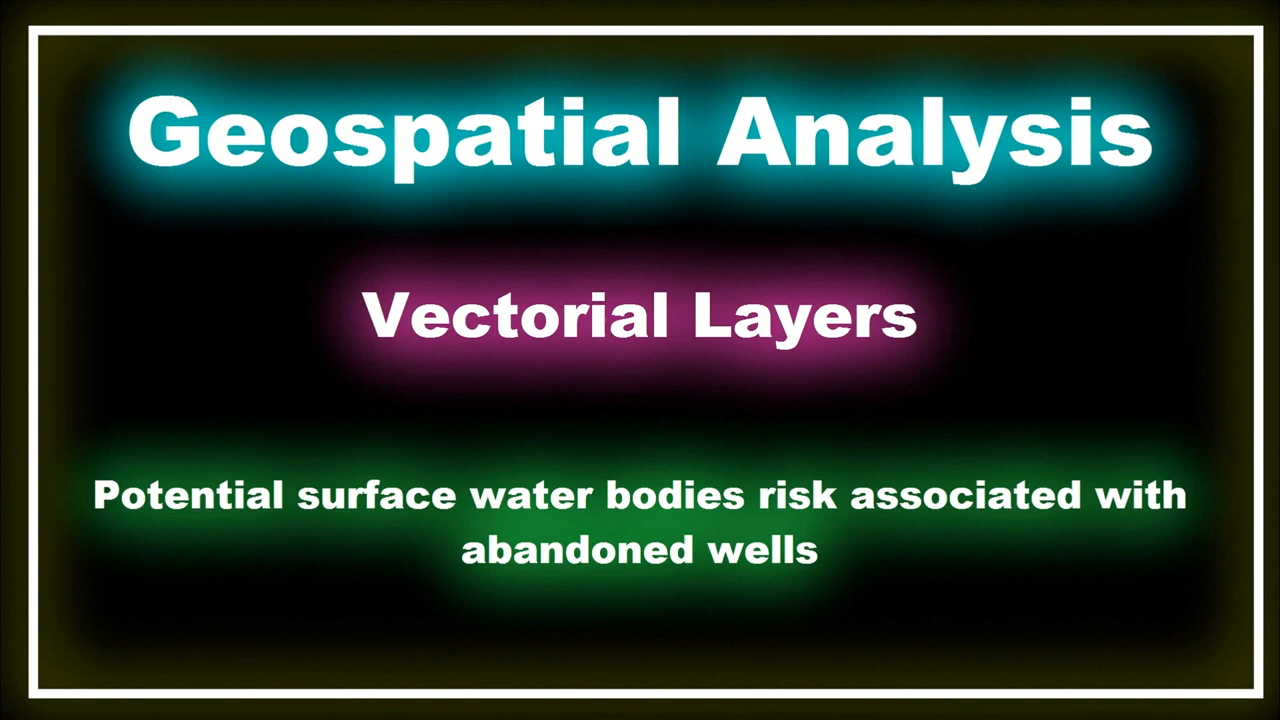 Geospatial Analysis
Vectorial Layers
Potential surface water bodies risk associated with
abandoned wells